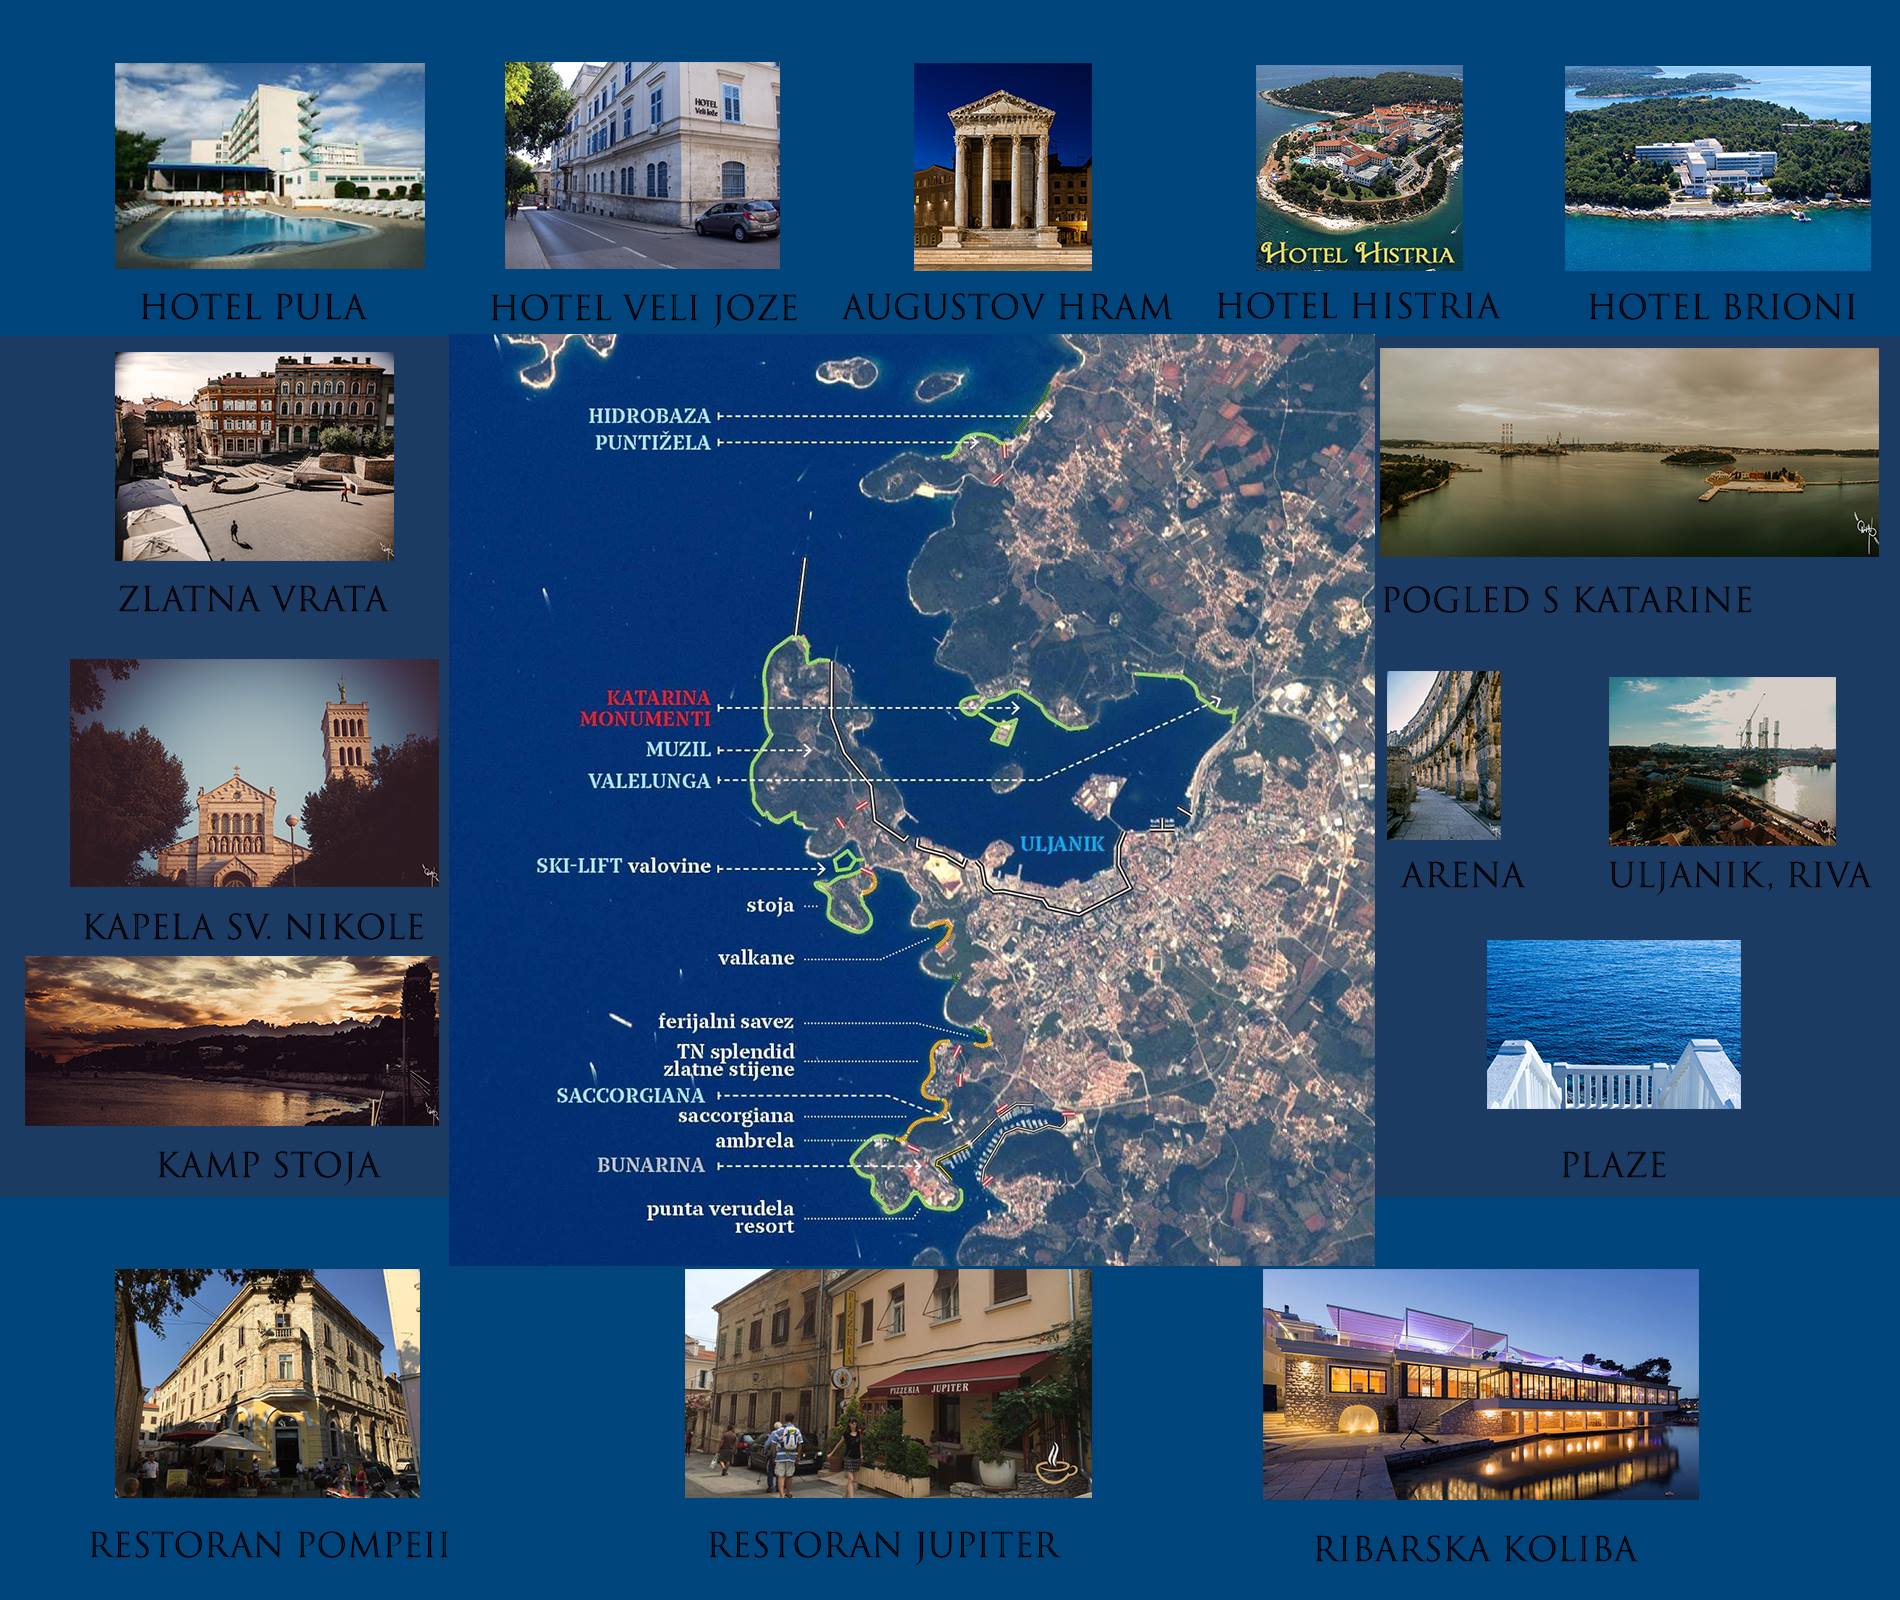 HOTEL
Veli Jože
HOTEL HISTRIA
HOTEL PULA
HOTEL VELI JOZE
AUGUSTOV HRAM
HOTEL HISTRIA
HOTEL BRIONI
ZLATNA VRATA
KAPELA SV. NIKOLE
KAMP STOJA
HIDROBAZA
PUNTIŽELA
KATARINA
MONUMENTI
MUZIL
VALELUNGA
ULJANIK
SKI-LIFT valovine
stoja
valkane
ferijalni savez
TN splendid
zlatne stijene
SACCORGIANA
saccorgiana
ambrela
BUNARINA
punta verudela
resort
POGLED S KATARINE
ARENA
ULJANIK, RIVA
PLAZE
PIZZERIA
PIZZERIA JUPITER
RESTORAN POMPEII
RESTORAN JUPITER
RIBARSKA KOLIBA